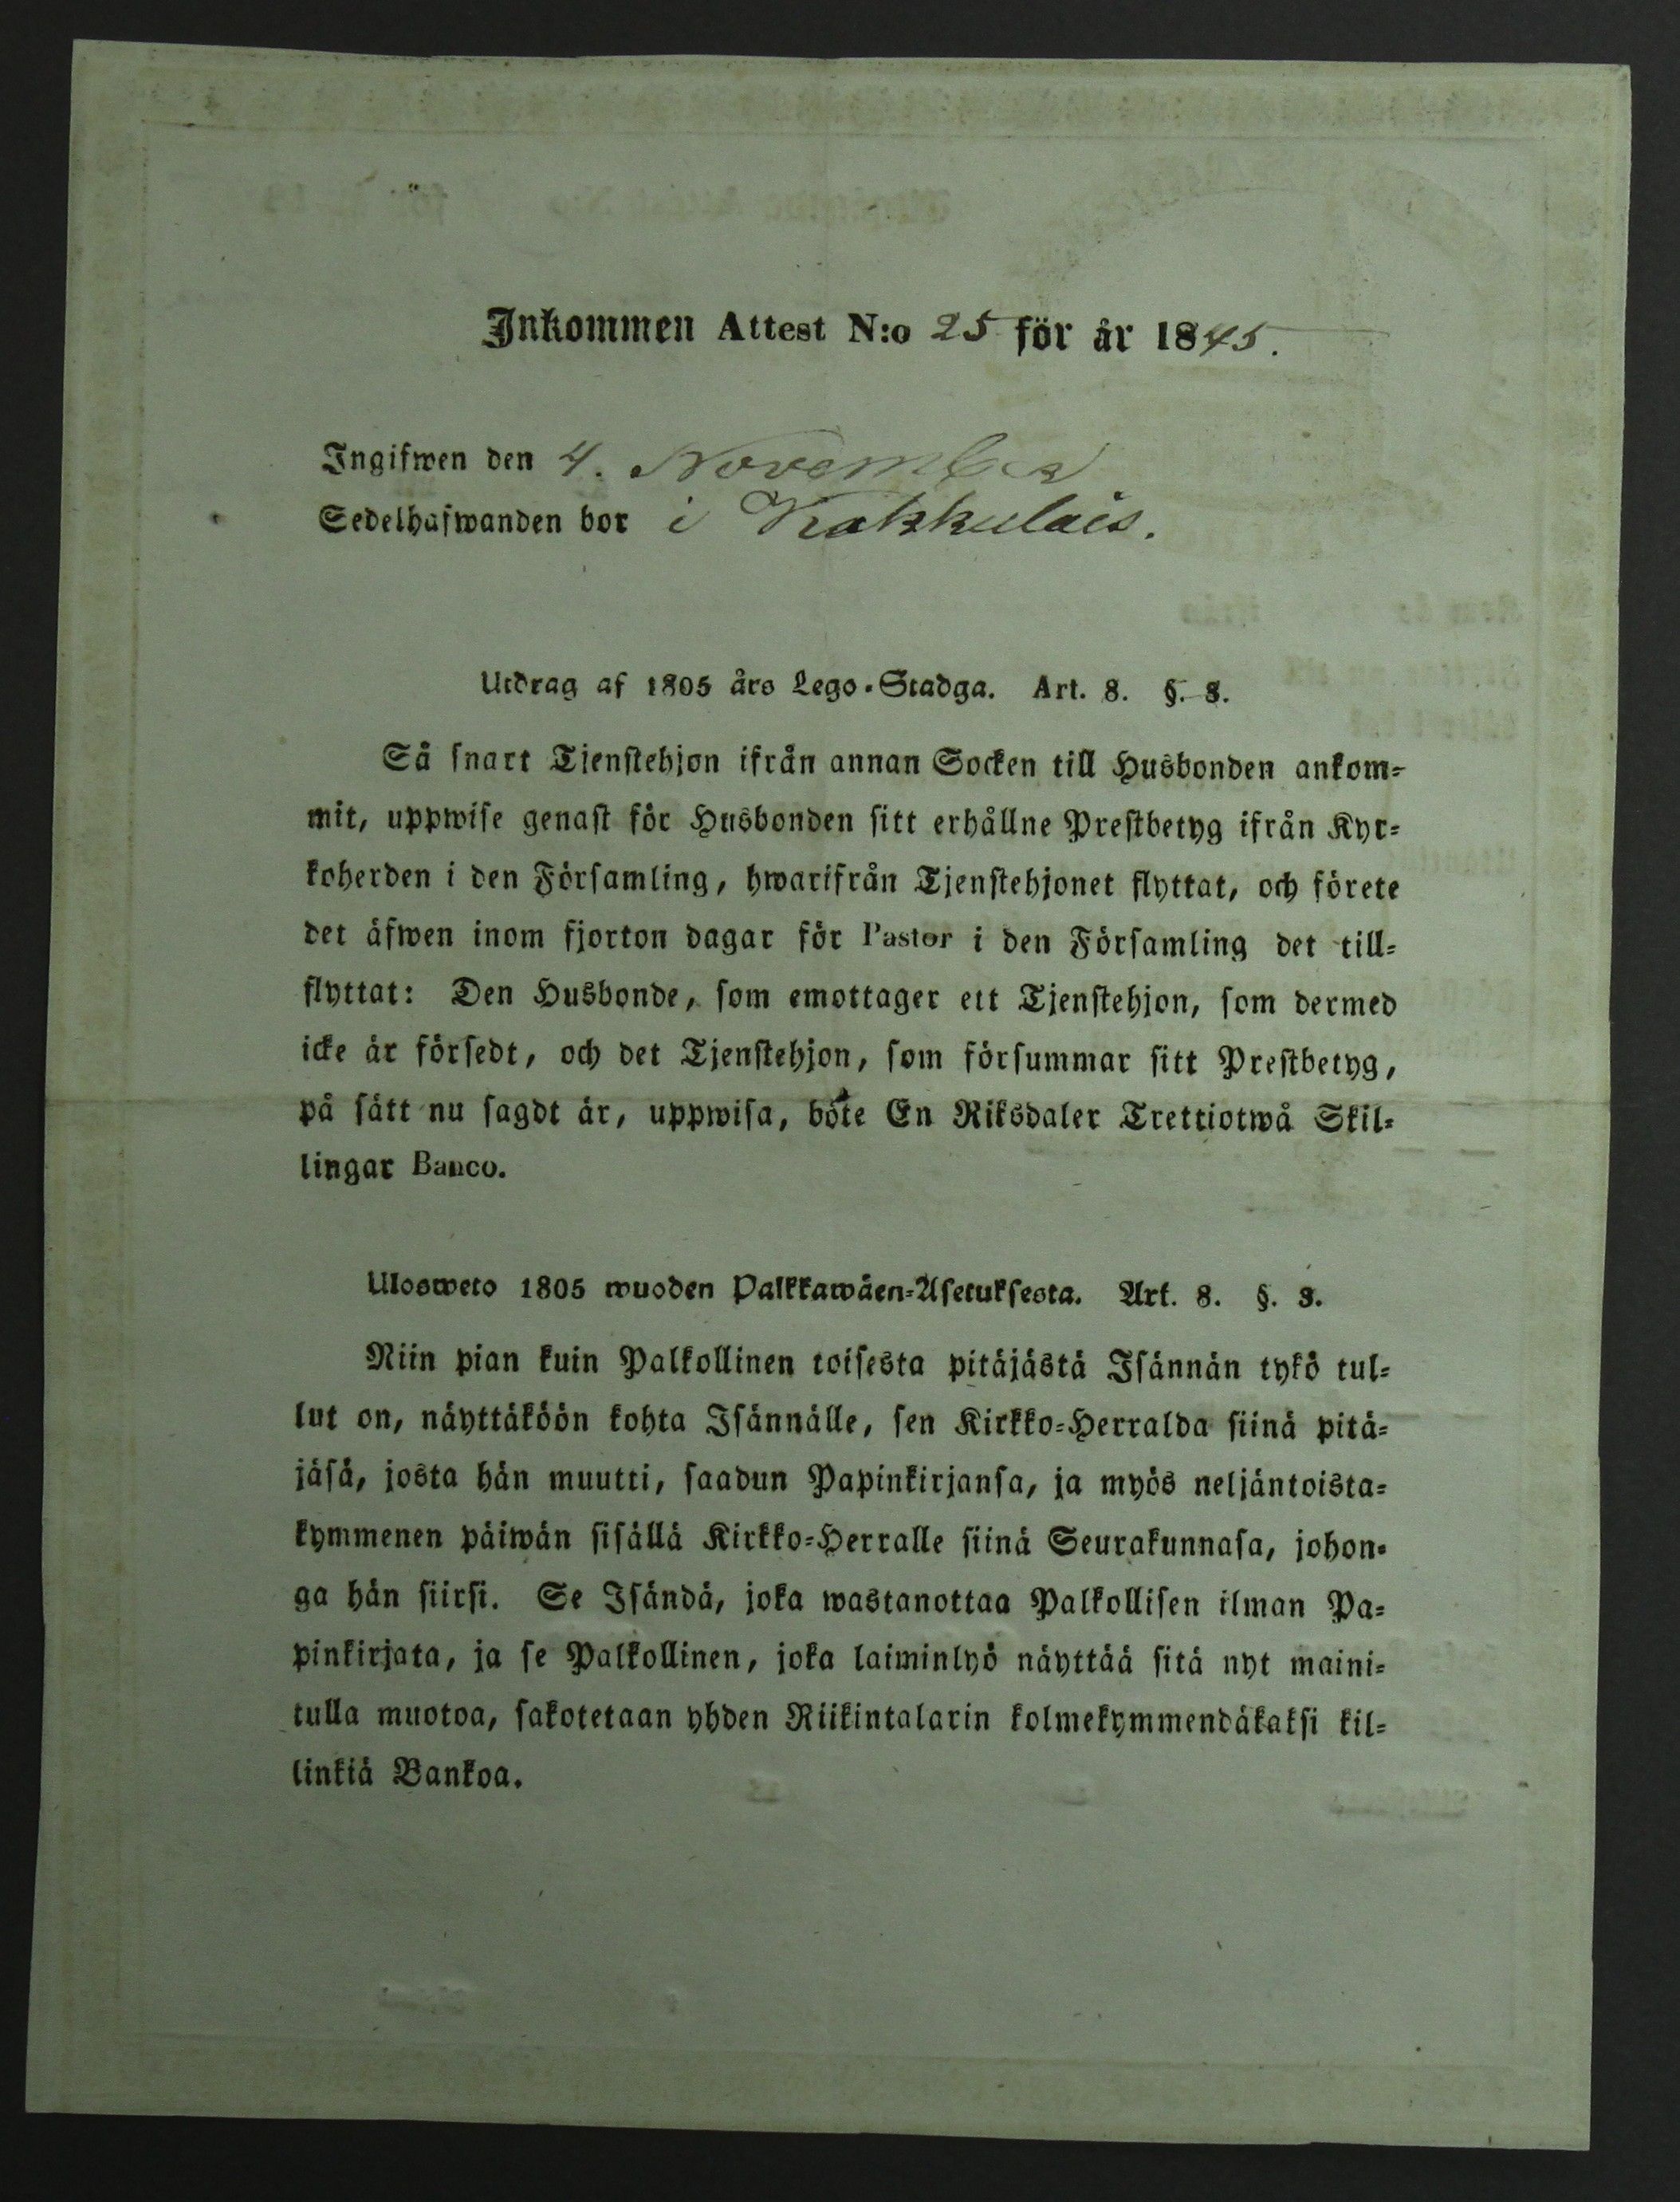 Inkommen Attest N:o 25 för år 1845.
Ingifwen den 4. November
Sedelhafwanden bor i Kakkulais.
Utdrag af 1805 års Lego-Stadga. Art. 8. §. 8.
Så snart Tjenstehjon ifrån annan Socken till Husbonden ankom-
mit, uppwise genast för Husbonden sitt erhållne Prestbetyg ifrån Kyr-
koherden i den Församling, hwarifrån Tjenstehjonet flyttat, och förete
det äfwen inom fjorton dagar för Pastor i den Församling det till-
flyttat: Den Husbonde, som emottager ett Tjenstehjon, som dermed
icke är försedt, och det Tjenstehjon, som försummar sitt Prestbetyg,
på sätt nu sagdt är, uppwisa, böte En Riksdaler Trettiotwå Skil-
lingar Banco.
Ulosweto 1805 wuoden Palkkawäen-Asetuksesta. Art. 8. §. 8.
Niin pian kuin Palkollinen toisesta pitäjästä Isännän tykö tul-
lut on, näyttäköön kohta Isännälle, sen Kirkko-Herralda siinä pitä-
jäsä, josta hän muutti, saadun Papinkirjansa, ja myös neljäntoista-
kymmenen päiwän sisällä Kirkko-Herralle siinä Seurakunnasa, johon-
ga hän siirsi. Se Isändä, joka wastanottaa Palkollisen ilman Pa-
pinkirjata, ja se Palkollinen, joka laiminlyö näyttää sitä nyt maini-
tulla muotoa, sakotetaan yhden Riikintalarin kolmekymmendäkaksi kil-
linkiä Bankoa.